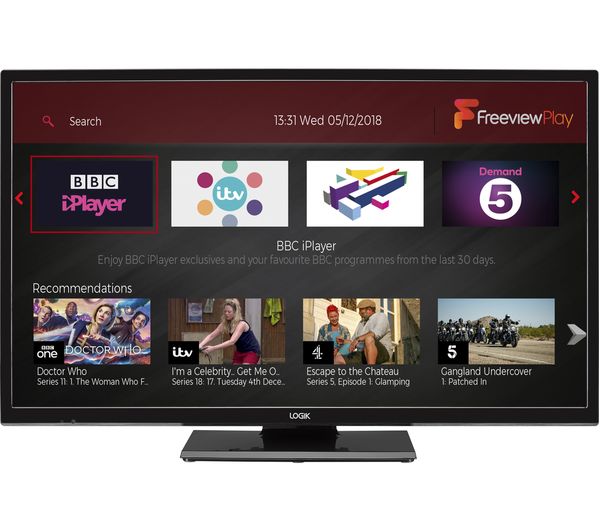 Search
13:31 Wed 05/12/2018
Freeview Play
BBC
iPlayer
itv
Demand
5
BBC iPlayer
Enjoy BBC iPlayer exclusives and your favourite BBC programmes from the last 30 days.
Recommendations
BBC
one
DOCTOR WHO
itv
4
5
Doctor Who
Series 11: 1. The Woman Who F...
I'm a Celebrity... Get Me O...
Series 18: 17. Tuesday 4th Dece...
Escape to the Chateau
Series 5, Episode 1: Glamping
Gangland Undercover
1: Patched In
LOGIK